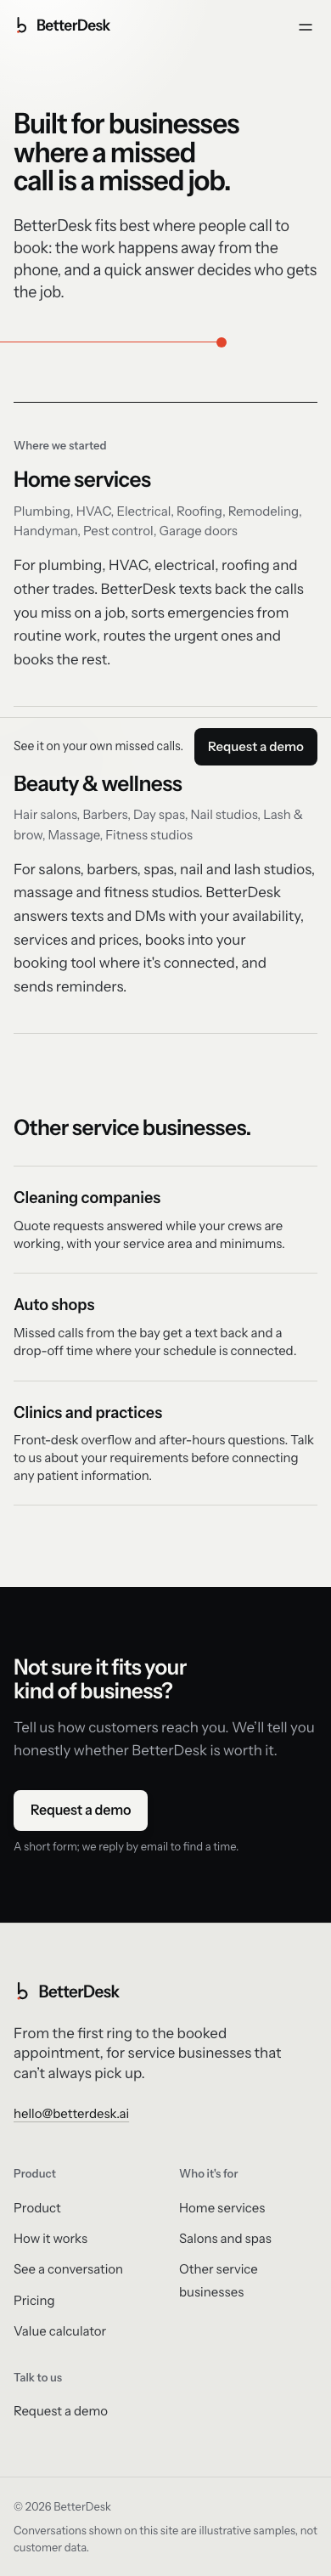 BetterDesk
Built for businesses
where a missed
call is a missed job.
BetterDesk fits best where people call to
book: the work happens away from the
phone, and a quick answer decides who gets
the job.
Where we started
Home services
Plumbing, HVAC, Electrical, Roofing, Remodeling,
Handyman, Pest control, Garage doors
For plumbing, HVAC, electrical, roofing and
other trades. BetterDesk texts back the calls
you miss on a job, sorts emergencies from
routine work, routes the urgent ones and
books the rest.
See it on your own missed calls.
Request a demo
Beauty & wellness
Hair salons, Barbers, Day spas, Nail studios, Lash &
brow, Massage, Fitness studios
For salons, barbers, spas, nail and lash studios,
massage and fitness studios. BetterDesk
answers texts and DMs with your availability,
services and prices, books into your
booking tool where it's connected, and
sends reminders.
Other service businesses.
Cleaning companies
Quote requests answered while your crews are
working, with your service area and minimums.
Auto shops
Missed calls from the bay get a text back and a
drop-off time where your schedule is connected.
Clinics and practices
Front-desk overflow and after-hours questions. Talk
to us about your requirements before connecting
any patient information.
Not sure it fits your
kind of business?
Tell us how customers reach you. We'll tell you
honestly whether BetterDesk is worth it.
Request a demo
A short form; we reply by email to find a time.
BetterDesk
From the first ring to the booked
appointment, for service businesses that
can't always pick up.
hello@betterdesk.ai
Product
Product
How it works
See a conversation
Pricing
Value calculator
Who it's for
Home services
Salons and spas
Other service
businesses
Talk to us
Request a demo
© 2026 BetterDesk
Conversations shown on this site are illustrative samples, not
customer data.